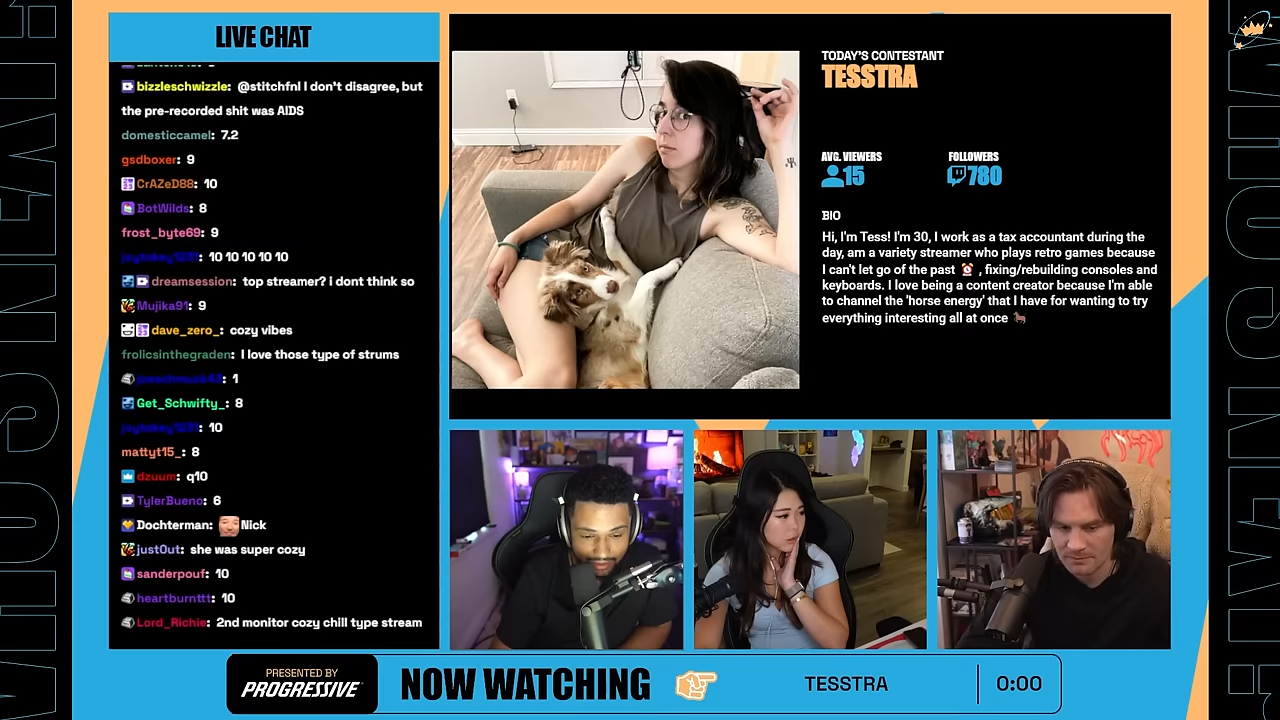 LIVE CHAT
bizzleschwizzle: @stitchfnl I don't disagree, but
the pre-recorded shit was AIDS
domesticcamel: 7.2
gsdboxer: 9
CrAZeD88: 10
BotWilds: 8
frost_byte69: 9
10 10 10 10 10
dreamsession: top streamer? i dont think so
Mujika91: 9
dave_zero_: cozy vibes
frolicsinthegraden: I love those type of strums
: 1
Get_Schwifty_: 8
: 10
mattyt15_: 8
dzuum: q10
TylerBueno: 6
Dochterman: Nick
just0ut: she was super cozy
sanderpouf: 10
heartburnttt: 10
Lord_Richie: 2nd monitor cozy chill type stream
TODAY'S CONTESTANT
TESSTRA
AVG. VIEWERS FOLLOWERS
15 780
BIO
Hi, I'm Tess! I'm 30, I work as a tax accountant during the
day, am a variety streamer who plays retro games because
I can't let go of the past ⏰ , fixing/rebuilding consoles and
keyboards. I love being a content creator because I'm able
to channel the 'horse energy' that I have for wanting to try
everything interesting all at once 🐎
PRESENTED BY
PROGRESSIVE
NOW WATCHING 👉 TESSTRA 0:00